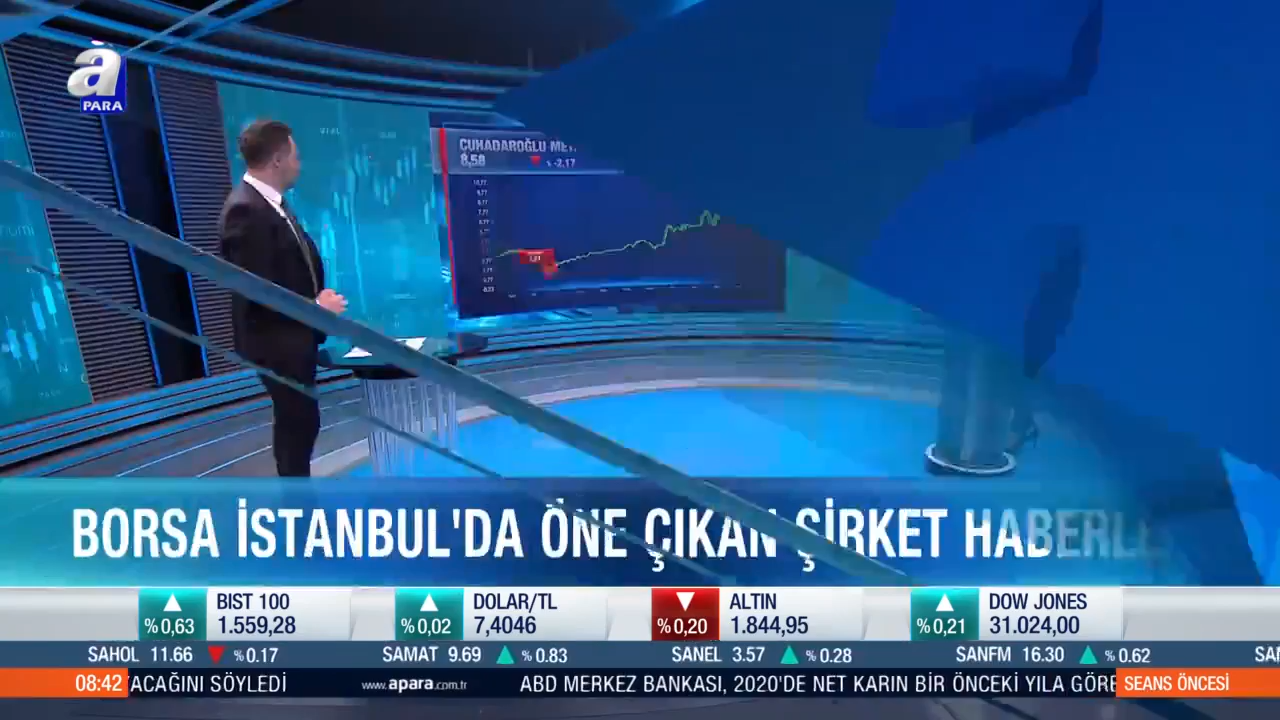 a
PARA
ÇUHADAROĞLU
8,58 %-2,17
BORSA İSTANBUL'DA ÖNE ÇIKAN ŞİRKET HABERL
%0,63 BIST 100 1.559,28
%0,02 DOLAR/TL 7,4046
%0,20 ALTIN 1.844,95
%0,21 DOW JONES 31.024,00
SAHOL 11.66 %0.17 SAMAT 9.69 %0.83 SANEL 3.57 %0.28 SANFM 16.30 %0.62
08:42 YACAĞINI SÖYLEDİ www.apara.com.tr ABD MERKEZ BANKASI, 2020'DE NET KARIN BİR ÖNCEKİ YILA GÖRE SEANS ÖNCESİ